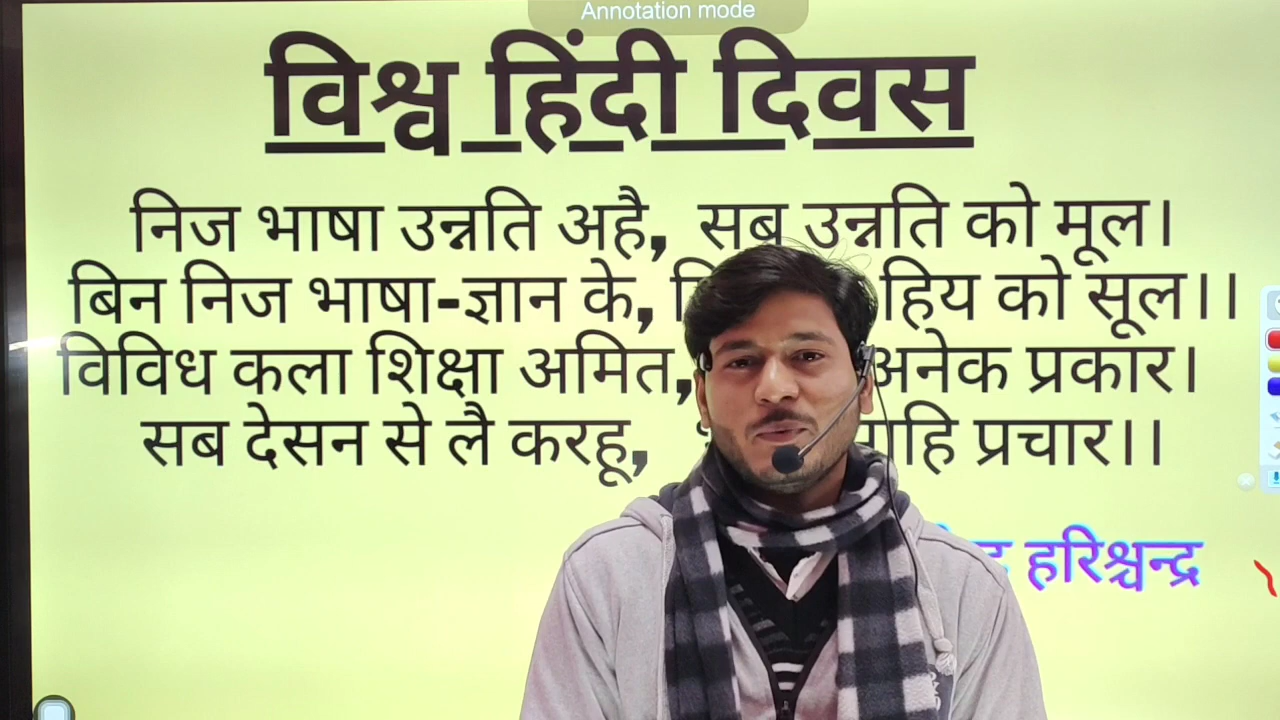 Annotation mode
विश्व हिंदी दिवस
निज भाषा उन्नति अहै, सब उन्नति को मूल।
बिन निज भाषा-ज्ञान के, हिय को सूल।।
विविध कला शिक्षा अमित, अनेक प्रकार।
सब देसन से लै करहू, प्रचार।।
हरिश्चन्द्र